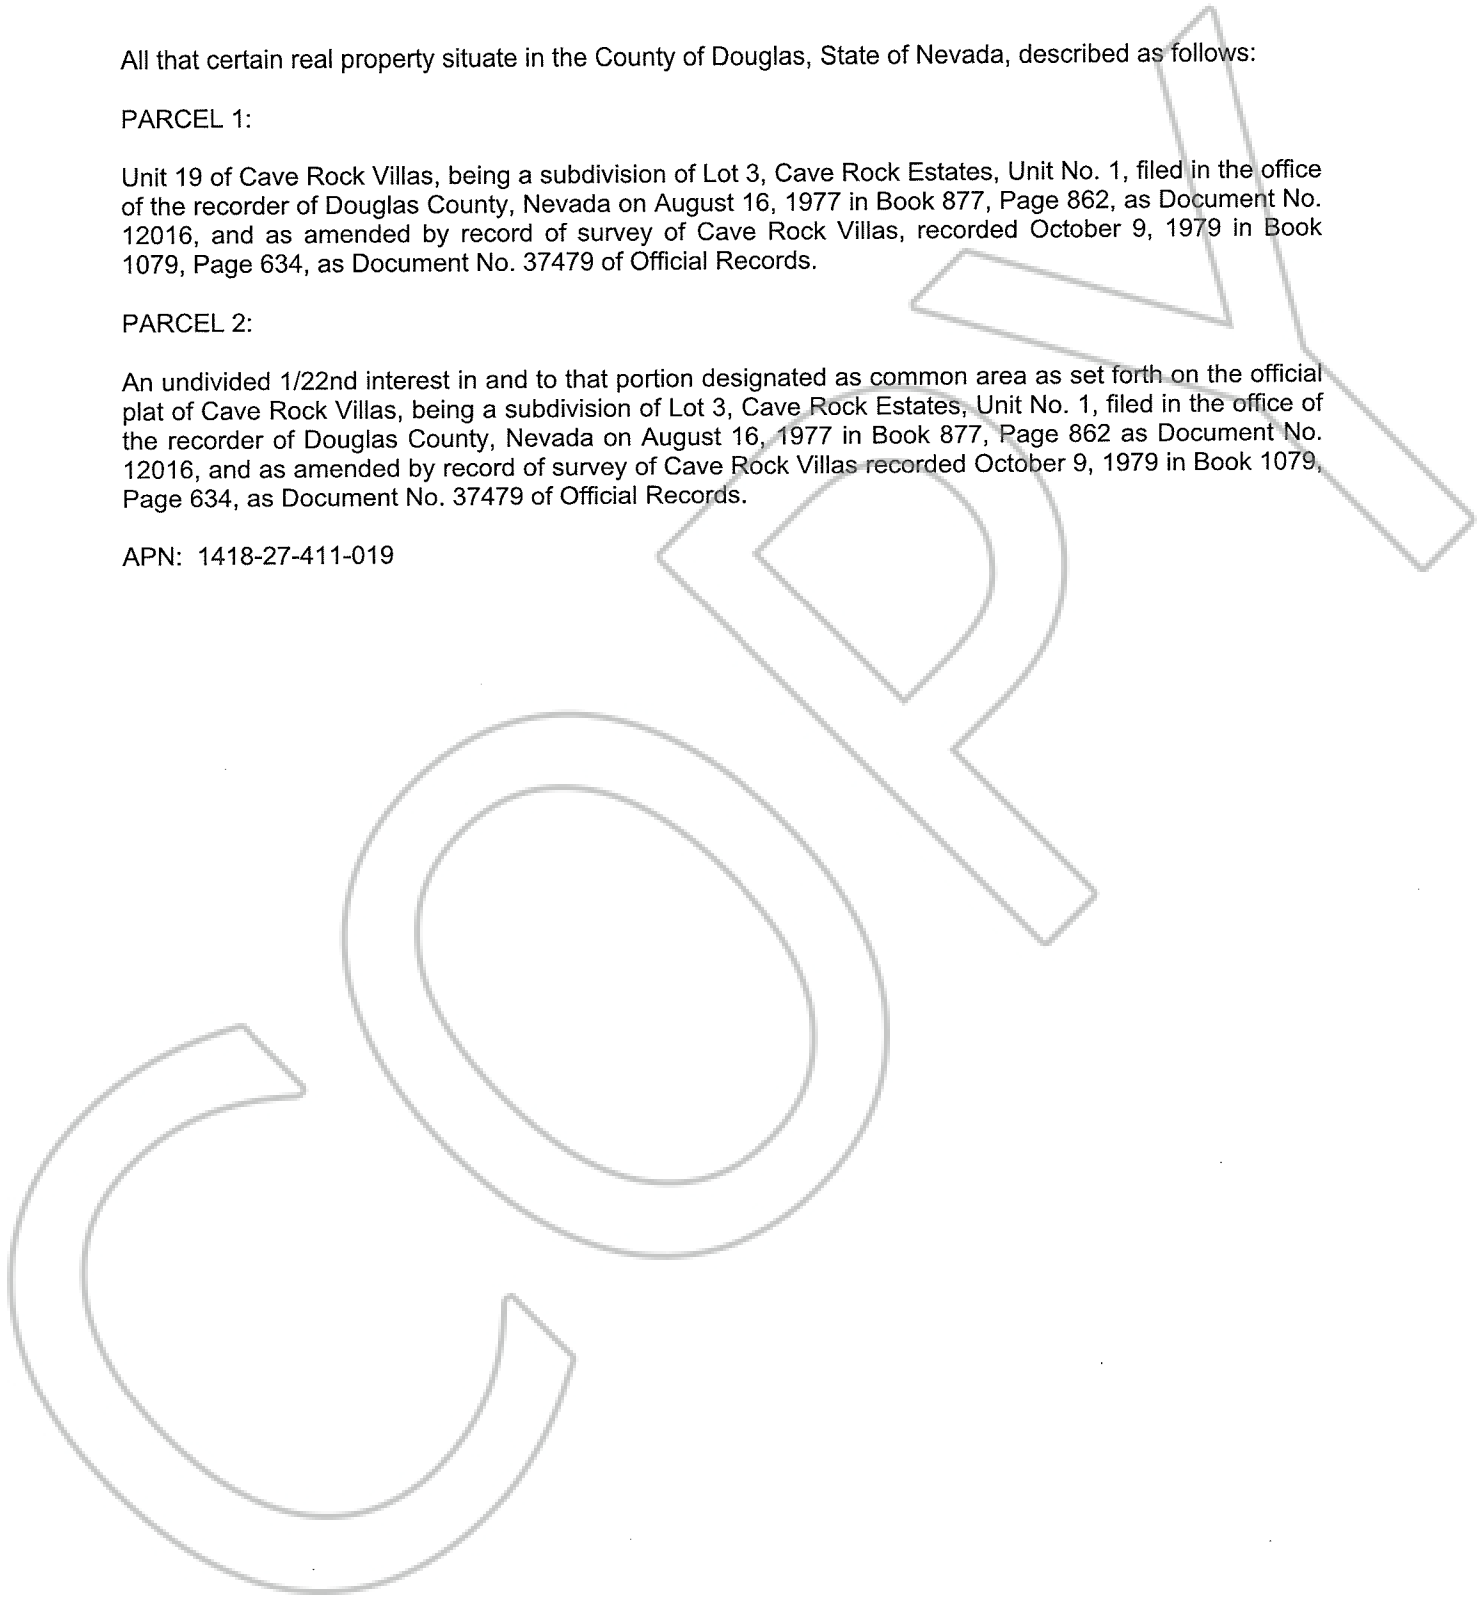 All that certain real property situate in the County of Douglas, State of Nevada, described as follows:
PARCEL 1:
Unit 19 of Cave Rock Villas, being a subdivision of Lot 3, Cave Rock Estates, Unit No. 1, filed in the office
of the recorder of Douglas County, Nevada on August 16, 1977 in Book 877, Page 862, as Document No.
12016, and as amended by record of survey of Cave Rock Villas, recorded October 9, 1979 in Book
1079, Page 634, as Document No. 37479 of Official Records.
PARCEL 2:
An undivided 1/22nd interest in and to that portion designated as common area as set forth on the official
plat of Cave Rock Villas, being a subdivision of Lot 3, Cave Rock Estates, Unit No. 1, filed in the office of
the recorder of Douglas County, Nevada on August 16, 1977 in Book 877, Page 862 as Document No.
12016, and as amended by record of survey of Cave Rock Villas recorded October 9, 1979 in Book 1079,
Page 634, as Document No. 37479 of Official Records.
APN: 1418-27-411-019
COPY